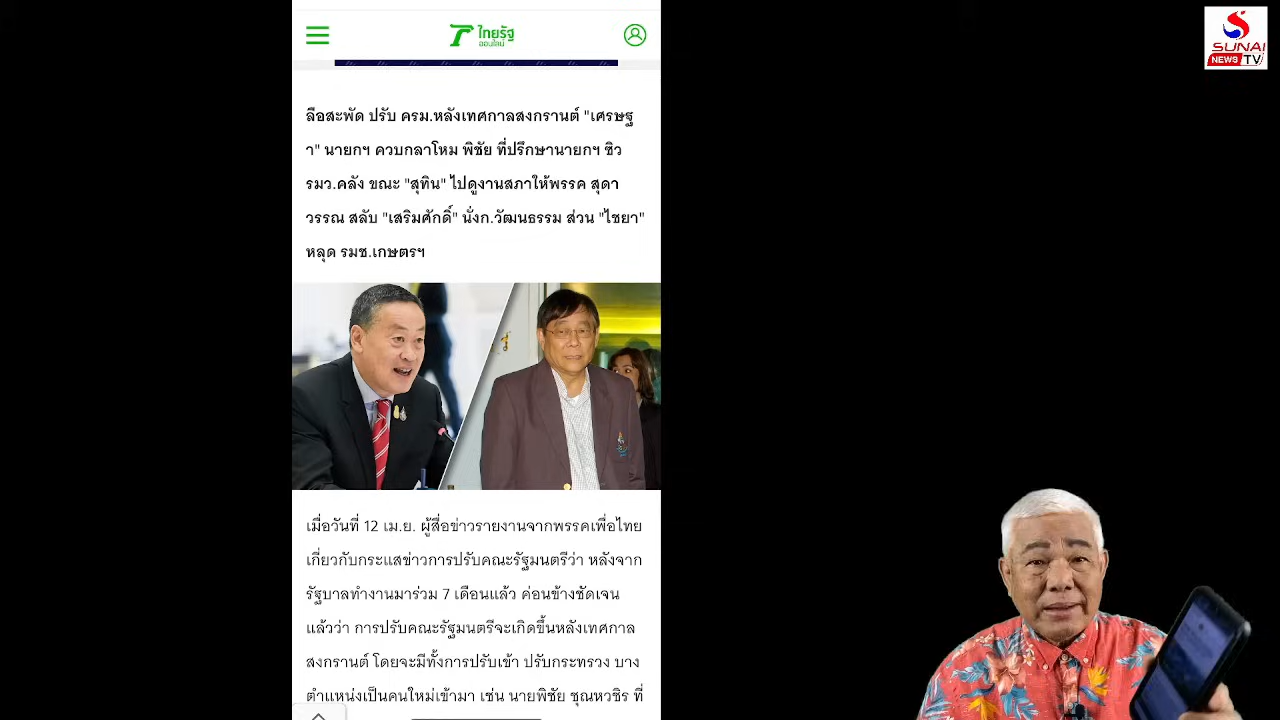 ไทยรัฐ
ออนไลน์
SUNAI
NEWS TV
ลือสะพัด ปรับ ครม.หลังเทศกาลสงกรานต์ "เศรษฐ
า" นายกฯ ควบกลาโหม พิชัย ที่ปรึกษานายกฯ ซิว
รมว.คลัง ขณะ "สุทิน" ไปดูงานสภาให้พรรค สุดา
วรรณ สลับ "เสริมศักดิ์" นั่งก.วัฒนธรรม ส่วน "ไชยา"
หลุด รมช.เกษตรฯ
เมื่อวันที่ 12 เม.ย. ผู้สื่อข่าวรายงานจากพรรคเพื่อไทย
เกี่ยวกับกระแสข่าวการปรับคณะรัฐมนตรีว่า หลังจาก
รัฐบาลทำงานมาร่วม 7 เดือนแล้ว ค่อนข้างชัดเจน
แล้วว่า การปรับคณะรัฐมนตรีจะเกิดขึ้นหลังเทศกาล
สงกรานต์ โดยจะมีทั้งการปรับเข้า ปรับกระทรวง บาง
ตำแหน่งเป็นคนใหม่เข้ามา เช่น นายพิชัย ชุณหวชิร ที่